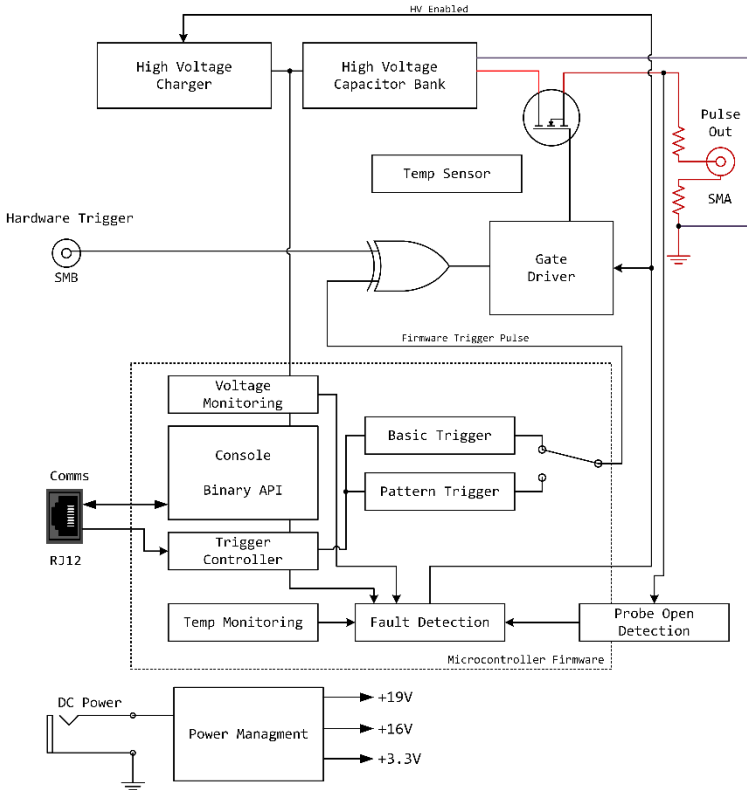 HV Enabled
High Voltage
Charger
High Voltage
Capacitor Bank
Pulse
Out
Temp Sensor
SMA
Hardware Trigger
SMB
Gate
Driver
Firmware Trigger Pulse
Voltage
Monitoring
Basic Trigger
Console
Binary API
Pattern Trigger
Comms
RJ12
Trigger
Controller
Temp Monitoring
Fault Detection
Probe Open
Detection
Microcontroller Firmware
DC Power
Power Managment
+19V
+16V
+3.3V